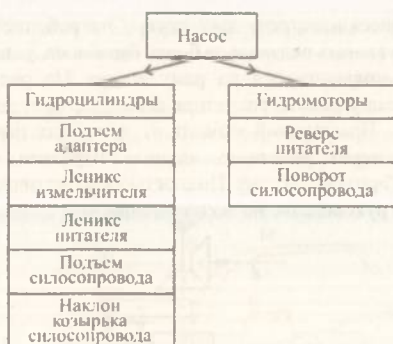 Насос
Гидроцилиндры
Подъем
адаптера
Леникс
измельчителя
Леникс
питателя
Подъем
силосопровода
Наклон
козырька
силосопровода
Гидромоторы
Реверс
питателя
Поворот
силосопровода